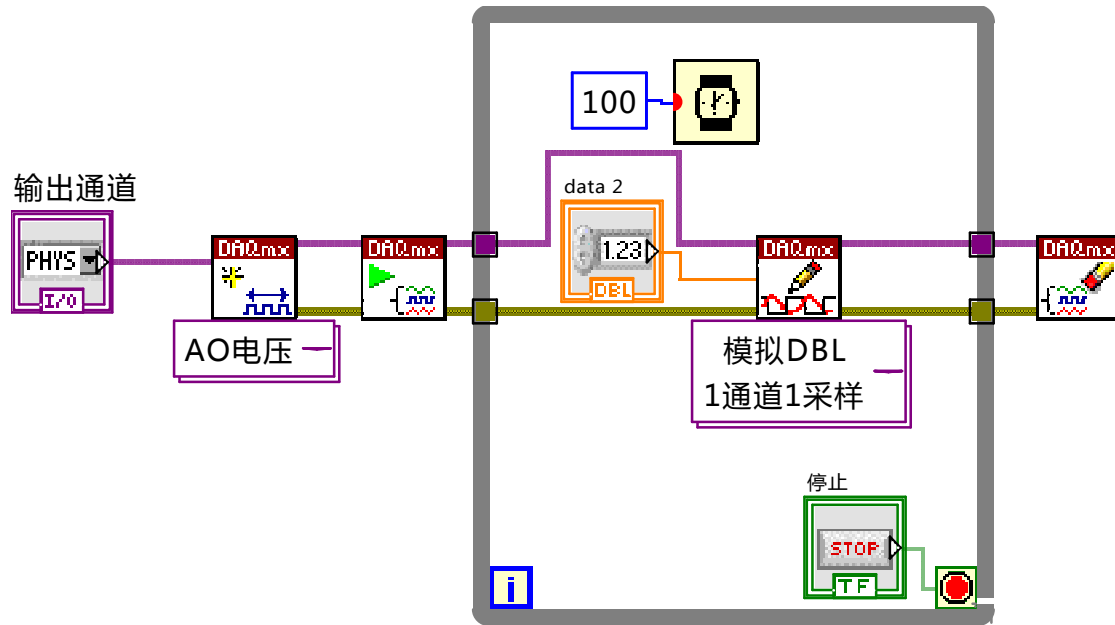 100
输出通道
data 2
PHYS
I/O
DAQmx
DAQmx
1.23
DBL
DAQmx
DAQmx
AO电压
模拟DBL
1通道1采样
停止
STOP
TF
i